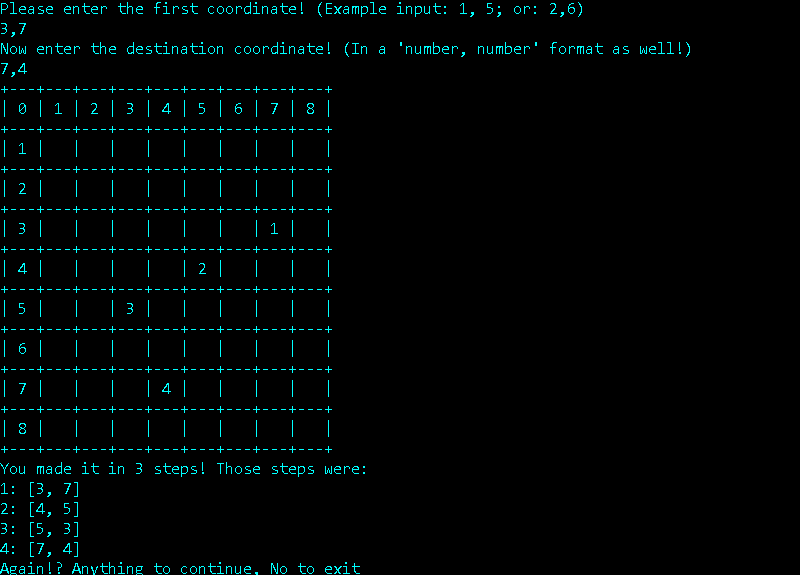 Please enter the first coordinate! (Example input: 1, 5; or: 2,6)
3,7
Now enter the destination coordinate! (In a 'number, number' format as well!)
7,4
+---+---+---+---+---+---+---+---+---+
| 0 | 1 | 2 | 3 | 4 | 5 | 6 | 7 | 8 |
+---+---+---+---+---+---+---+---+---+
| 1 |   |   |   |   |   |   |   |   |
+---+---+---+---+---+---+---+---+---+
| 2 |   |   |   |   |   |   |   |   |
+---+---+---+---+---+---+---+---+---+
| 3 |   |   |   |   |   |   | 1 |   |
+---+---+---+---+---+---+---+---+---+
| 4 |   |   |   |   | 2 |   |   |   |
+---+---+---+---+---+---+---+---+---+
| 5 |   |   | 3 |   |   |   |   |   |
+---+---+---+---+---+---+---+---+---+
| 6 |   |   |   |   |   |   |   |   |
+---+---+---+---+---+---+---+---+---+
| 7 |   |   |   | 4 |   |   |   |   |
+---+---+---+---+---+---+---+---+---+
| 8 |   |   |   |   |   |   |   |   |
+---+---+---+---+---+---+---+---+---+
You made it in 3 steps! Those steps were:
1: [3, 7]
2: [4, 5]
3: [5, 3]
4: [7, 4]
Again!? Anything to continue, No to exit